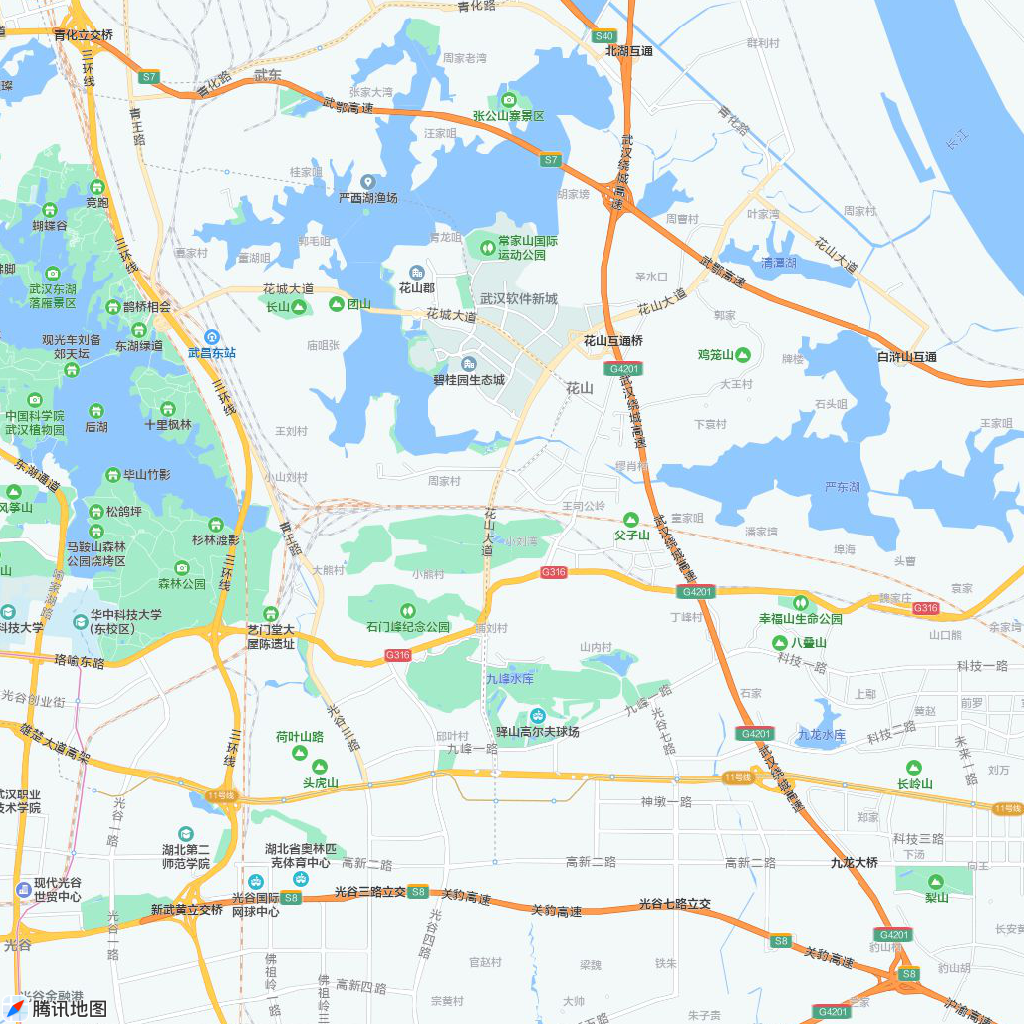 青化路
青化立交桥
三环线
S7
青化路
武东
青王路
周家老湾
张家大湾
武鄂高速
张公山寨景区
汪家咀
S40
北湖互通
群利村
青化路
长江
S7
武汉绕城高速
胡家塝
桂家咀
严西湖渔场
竞跑
蝴蝶谷
三环线
郭毛咀
董湖咀
青龙咀
常家山国际
运动公园
周曹村
叶家湾
周家村
花山大道
清潭湖
武鄂高速
武汉东湖
落雁景区
花山郡
花城大道
长山
团山
花城大道
武汉软件新城
花山大道
郭家
鹊桥相会
东湖绿道
武昌东站
观光车刘备
郊天坛
庙咀张
花山互通桥
鸡笼山
牌楼
白浒山互通
碧桂园生态城
G4201
武汉绕城高速
花山
大王村
石头咀
三环线
中国科学院
武汉植物园
后湖
十里枫林
王刘村
下袁村
王家咀
东湖通道
毕山竹影
小山刘村
周家村
缪肖村
严东湖
松鸽坪
杉林渡影
王司公岭
花山大道
父子山
童家咀
潘家塆
马鞍山森林
公园烧烤区
青王路
小刘湾
武汉绕城高速
埠海
头曹
森林公园
三环线
大熊村
小熊村
G316
G4201
袁家
魏家庄
G316
喻家湖路
华中科技大学
(东校区)
科技大学
艺门堂大
屋陈遗址
石门峰纪念公园
丁峰村
幸福山生命公园
余家塆
山口熊
八叠山
珞喻东路
G316
山内村
科技一路
科技一路
九峰水库
光谷创业街
石家
上鄢
黄赵
前罗
九峰一路
光谷七路
光谷三路
驿山高尔夫球场
雄楚大道高架
三环线
荷叶山路
邱叶村
九峰一路
G4201
九龙水库
科技二路
未来一路
头虎山
11号线
武汉绕城高速
长岭山
刘万
11号线
11号线
技术学院
光谷一路
神墩一路
郑家
科技三路
湖北第二
师范学院
湖北省奥林匹
克体育中心
高新二路
高新二路
高新二路
九龙大桥
下汤
向王
现代光谷
世贸中心
光谷国际
网球中心
S8
光谷三路立交
S8
关豹高速
关豹高速
光谷七路立交
梨山
新武黄立交桥
光谷一路
光谷四路
S8
关豹高速
G4201
长安黄
光谷
官赵村
梁魏
铁朱
豹山胡
S8
佛祖岭一路
佛祖岭三路
高新四路
宗黄村
大帅
朱子贵
G4201
沪渝高速
光谷金融港
腾讯地图